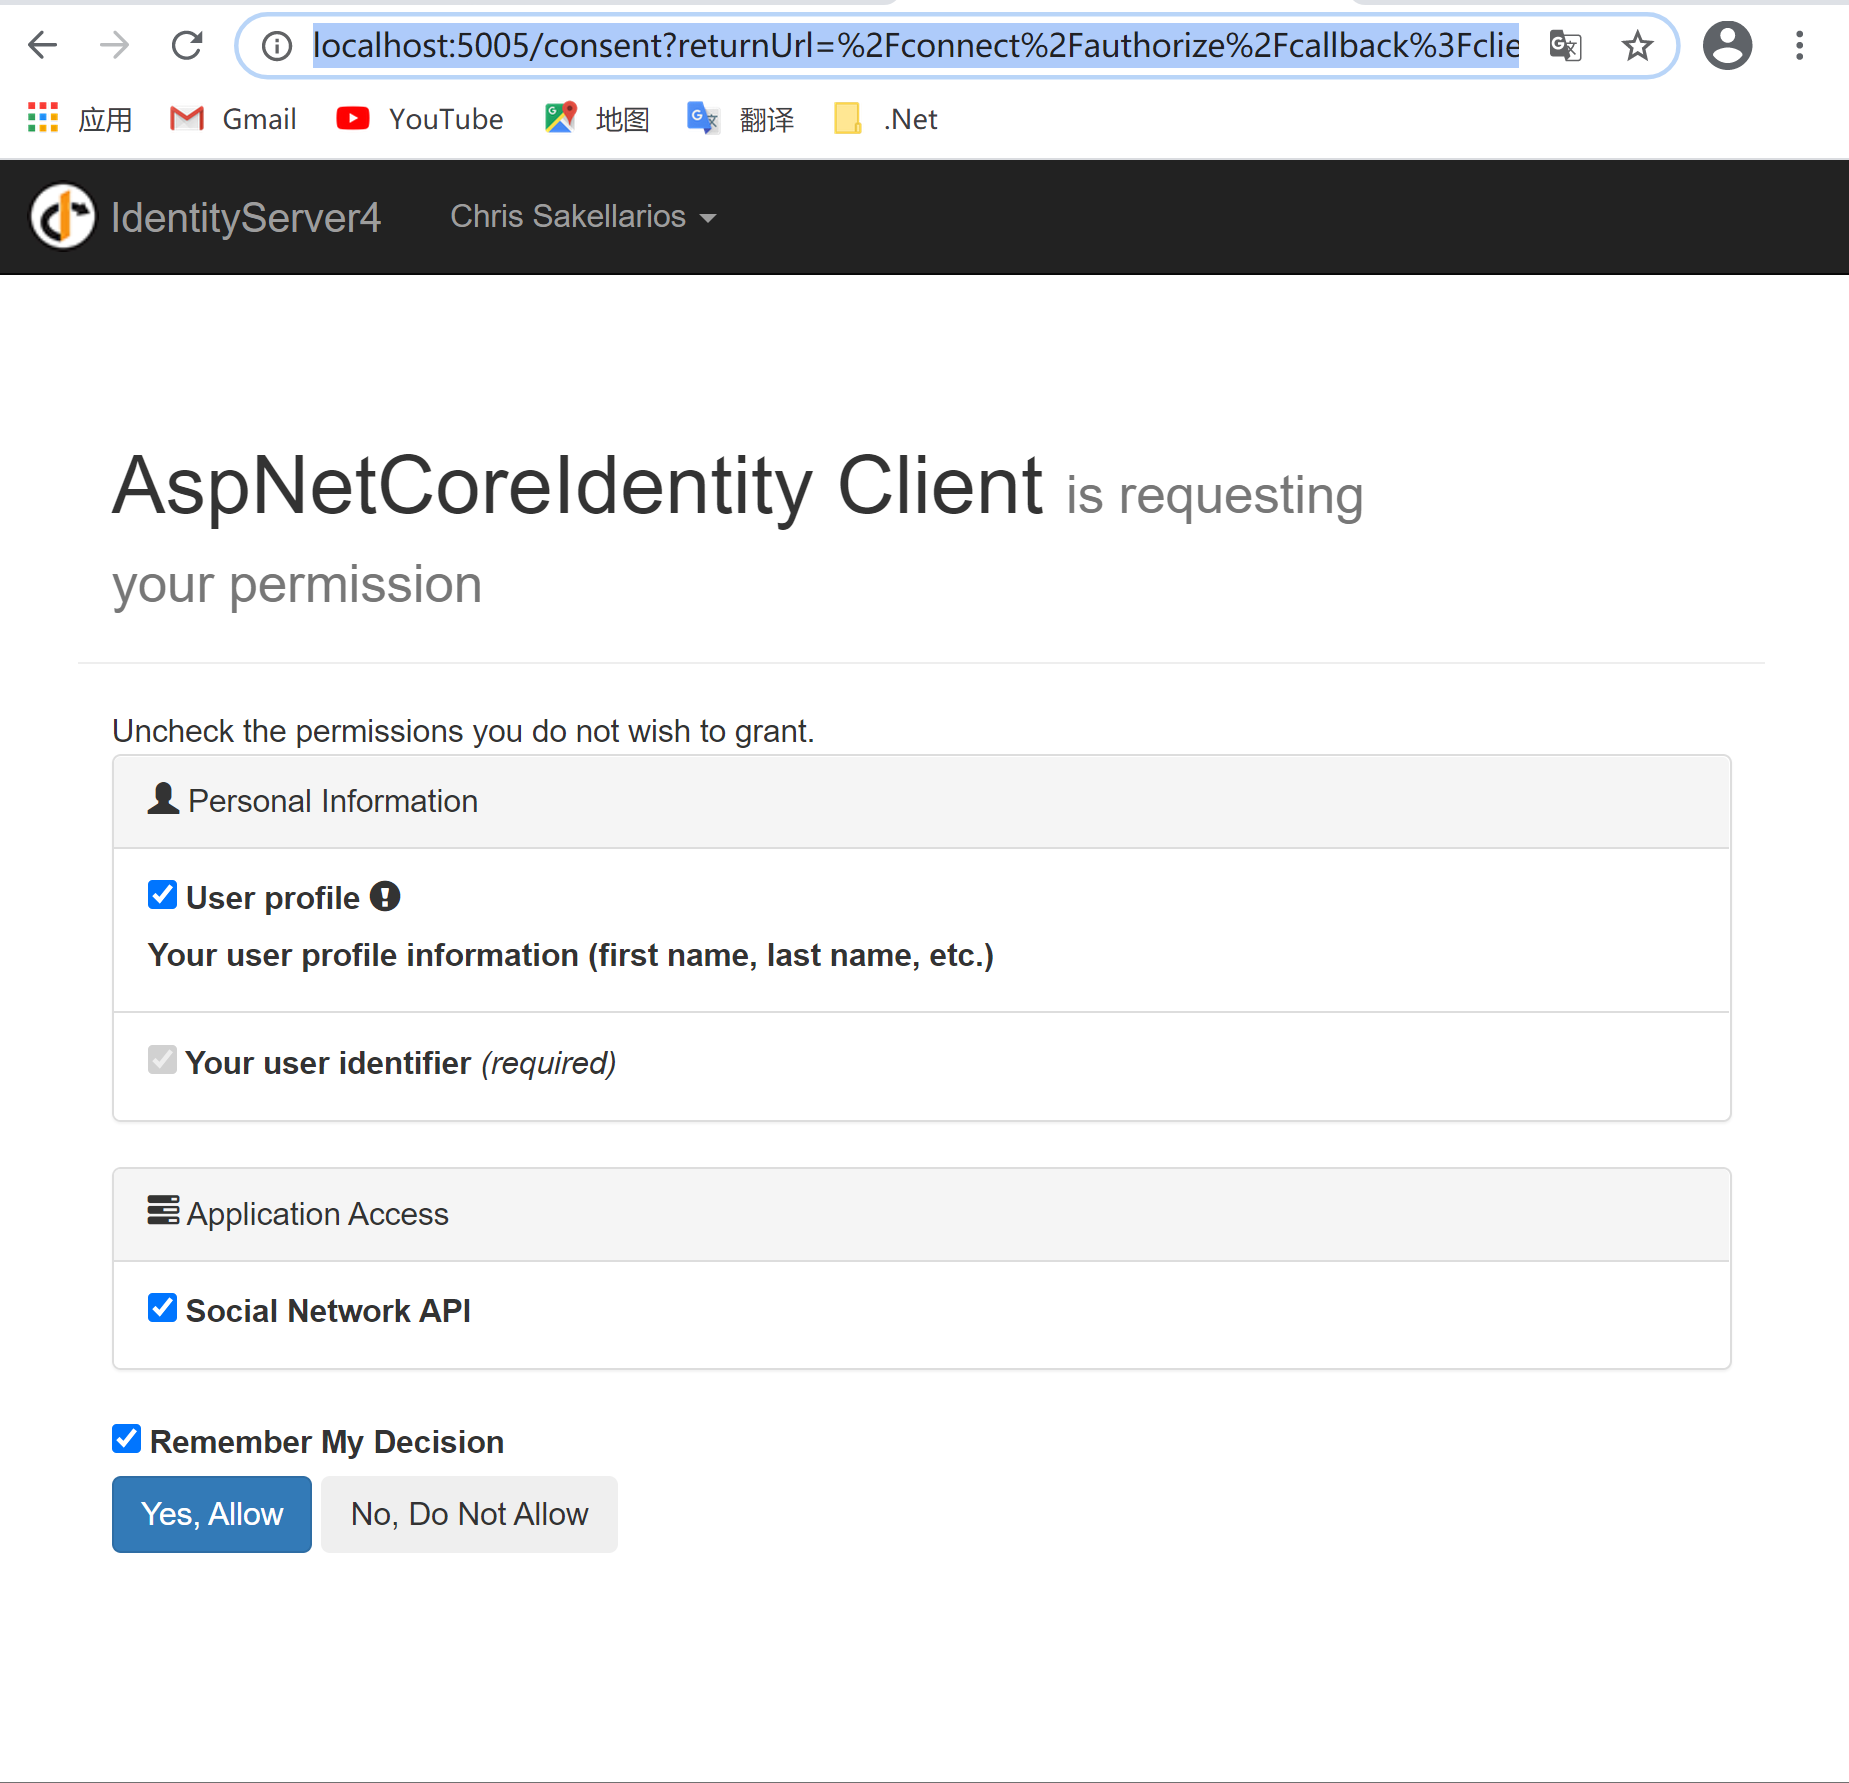 localhost:5005/consent?returnUrl=%2Fconnect%2Fauthorize%2Fcallback%3Fclie
应用 Gmail YouTube 地图 翻译 .Net
IdentityServer4 Chris Sakellarios
AspNetCoreIdentity Client is requesting
your permission
Uncheck the permissions you do not wish to grant.
Personal Information
User profile
Your user profile information (first name, last name, etc.)
Your user identifier (required)
Application Access
Social Network API
Remember My Decision
Yes, Allow No, Do Not Allow